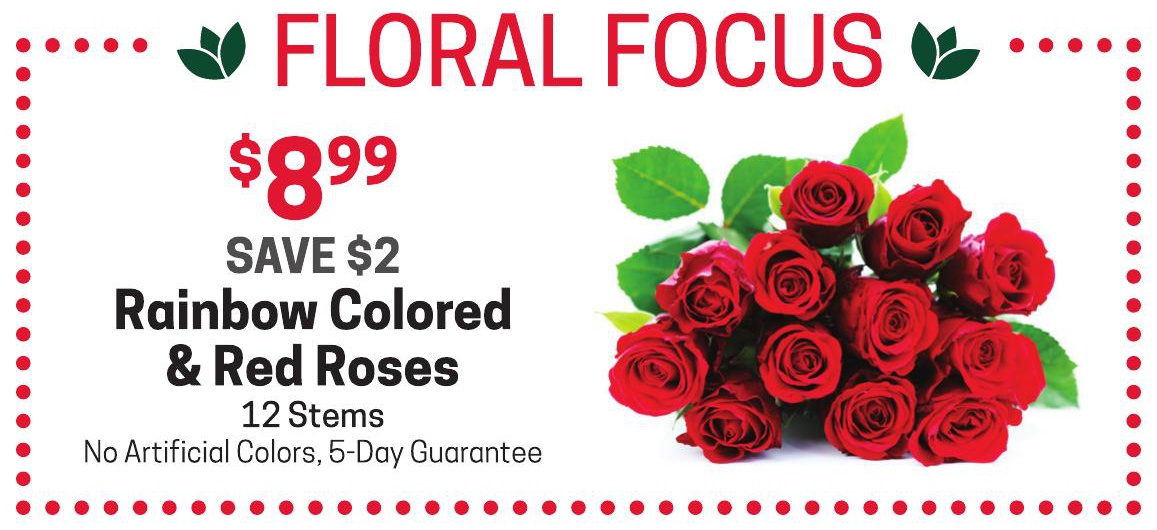 FLORAL FOCUS
$8.99
SAVE $2
Rainbow Colored
& Red Roses
12 Stems
No Artificial Colors, 5-Day Guarantee